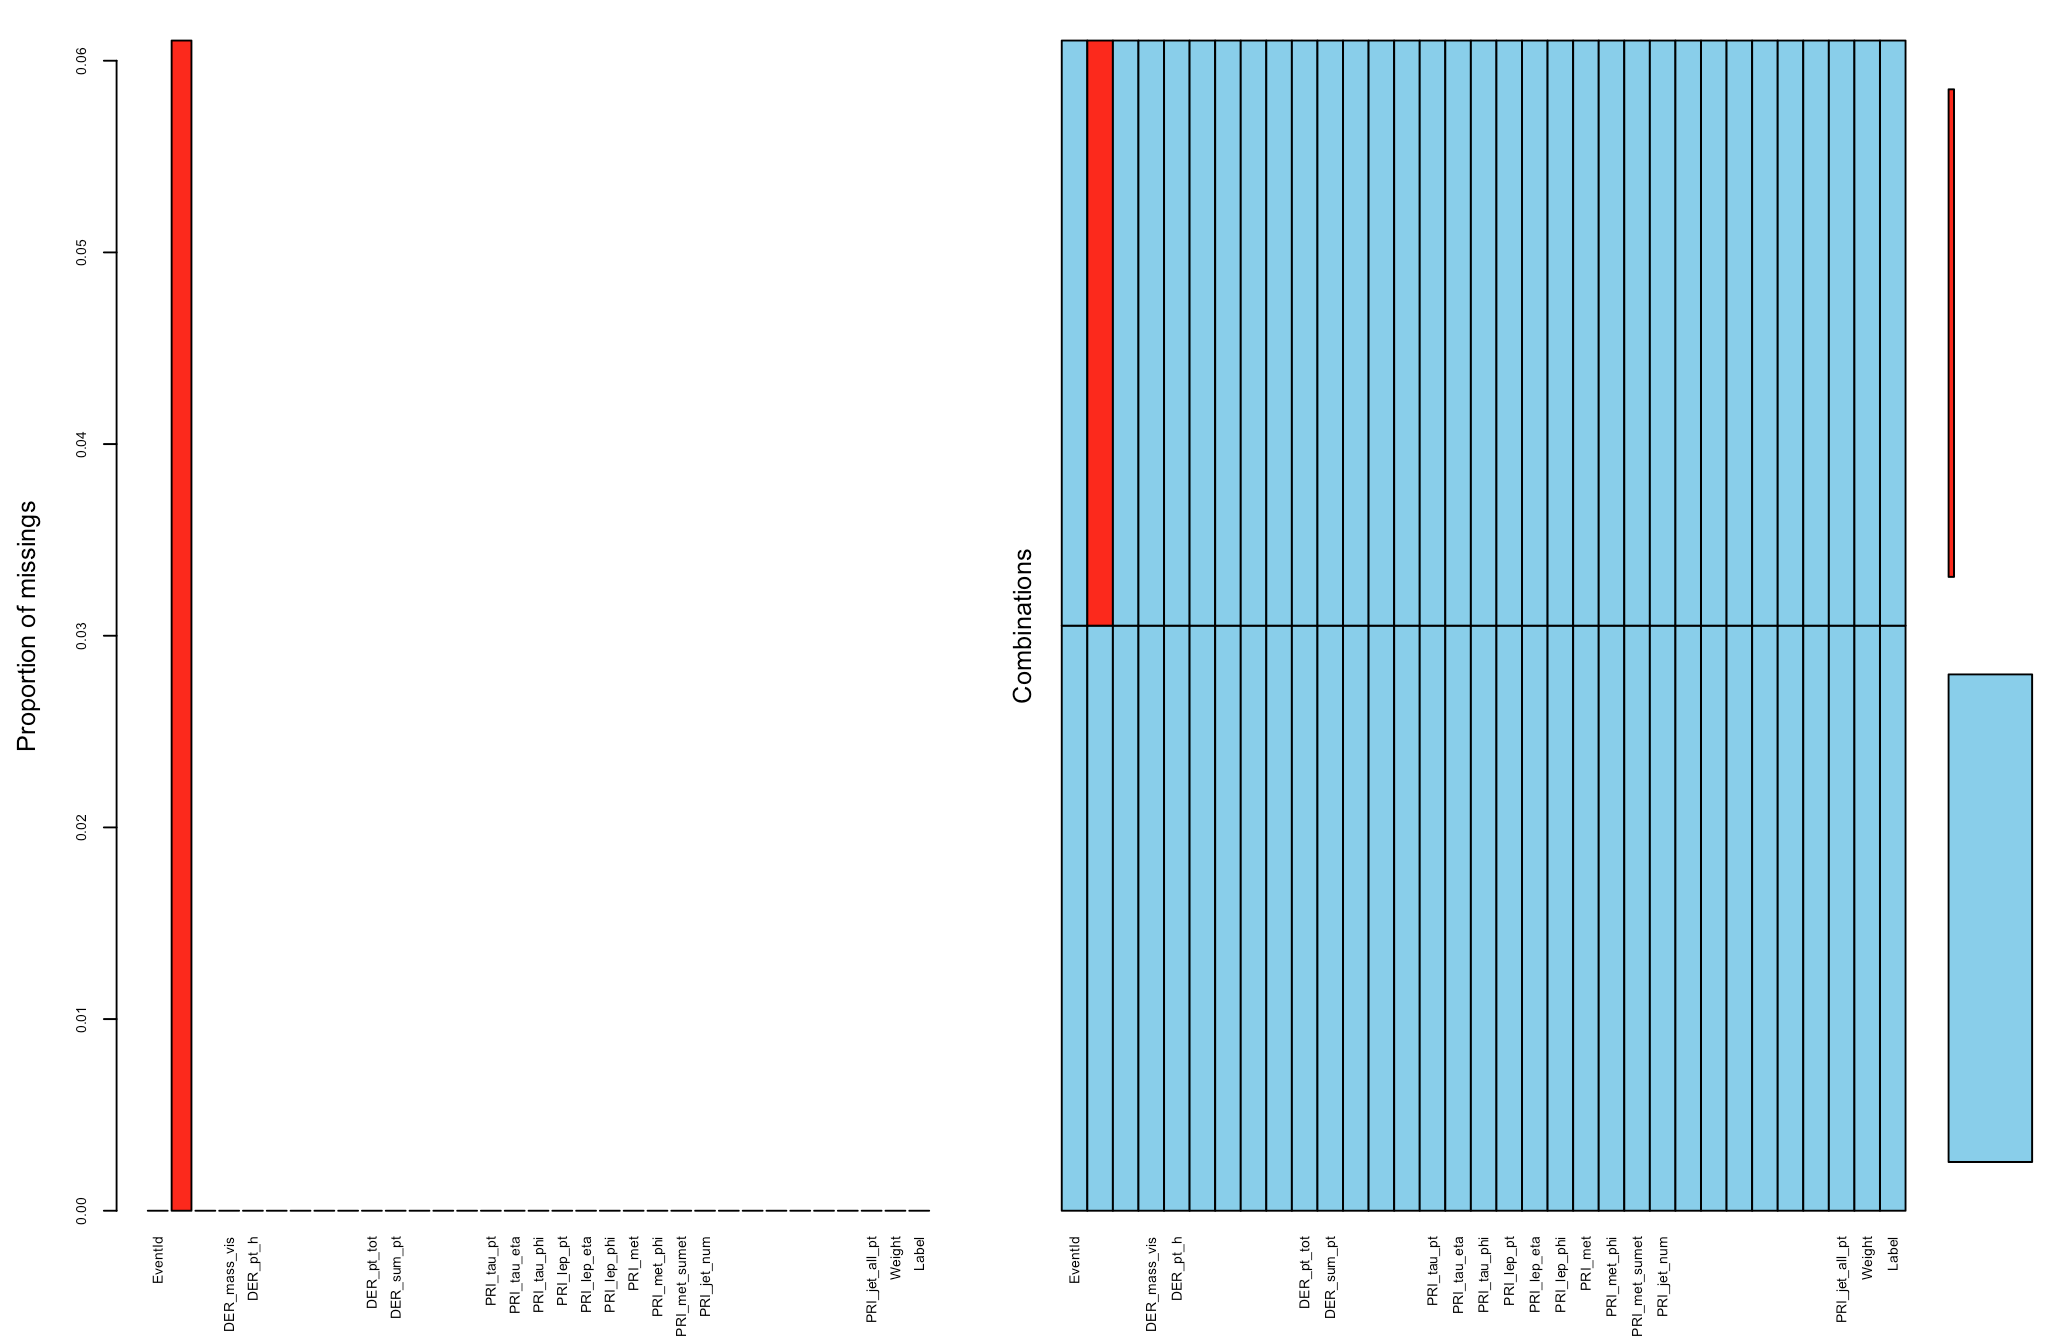 Proportion of missings
0.06
0.05
0.04
0.03
0.02
0.01
0.00
EventId
DER_mass_vis
DER_pt_h
DER_pt_tot
DER_sum_pt
PRI_tau_pt
PRI_tau_eta
PRI_tau_phi
PRI_lep_pt
PRI_lep_eta
PRI_lep_phi
PRI_met
PRI_met_phi
PRI_met_sumet
PRI_jet_num
PRI_jet_all_pt
Weight
Label
Combinations
EventId
DER_mass_vis
DER_pt_h
DER_pt_tot
DER_sum_pt
PRI_tau_pt
PRI_tau_eta
PRI_tau_phi
PRI_lep_pt
PRI_lep_eta
PRI_lep_phi
PRI_met
PRI_met_phi
PRI_met_sumet
PRI_jet_num
PRI_jet_all_pt
Weight
Label